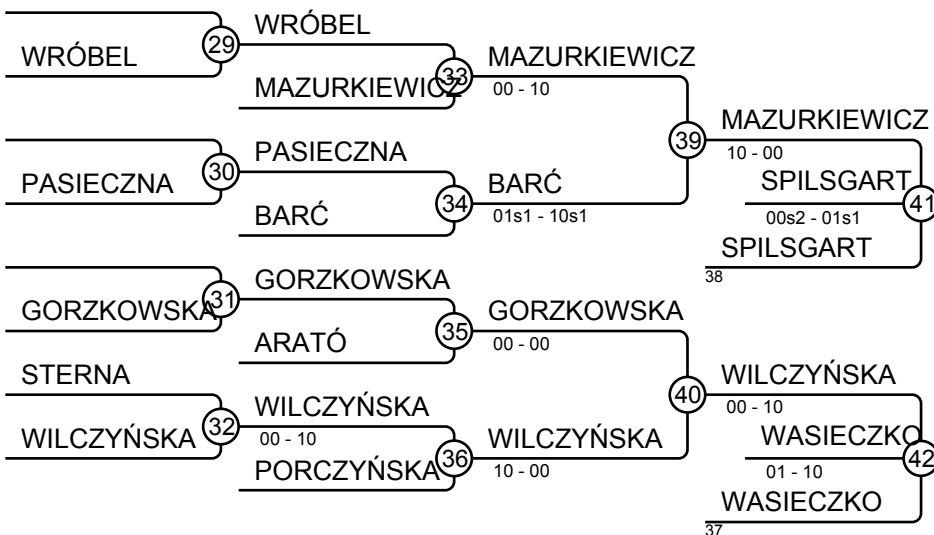 WRÓBEL
29
WRÓBEL
MAZURKIEWICZ
33
MAZURKIEWICZ
00 - 10
39
MAZURKIEWICZ
10 - 00
PASIECZNA
30
PASIECZNA
BARĆ
34
BARĆ
01s1 - 10s1
SPILSGART
00s2 - 01s1
41
SPILSGART
38
GORZKOWSKA
31
GORZKOWSKA
ARATÓ
35
GORZKOWSKA
00 - 00
STERNA
WILCZYŃSKA
32
WILCZYŃSKA
00 - 10
PORCZYŃSKA
36
WILCZYŃSKA
10 - 00
40
WILCZYŃSKA
00 - 10
WASIECZKO
01 - 10
42
WASIECZKO
37